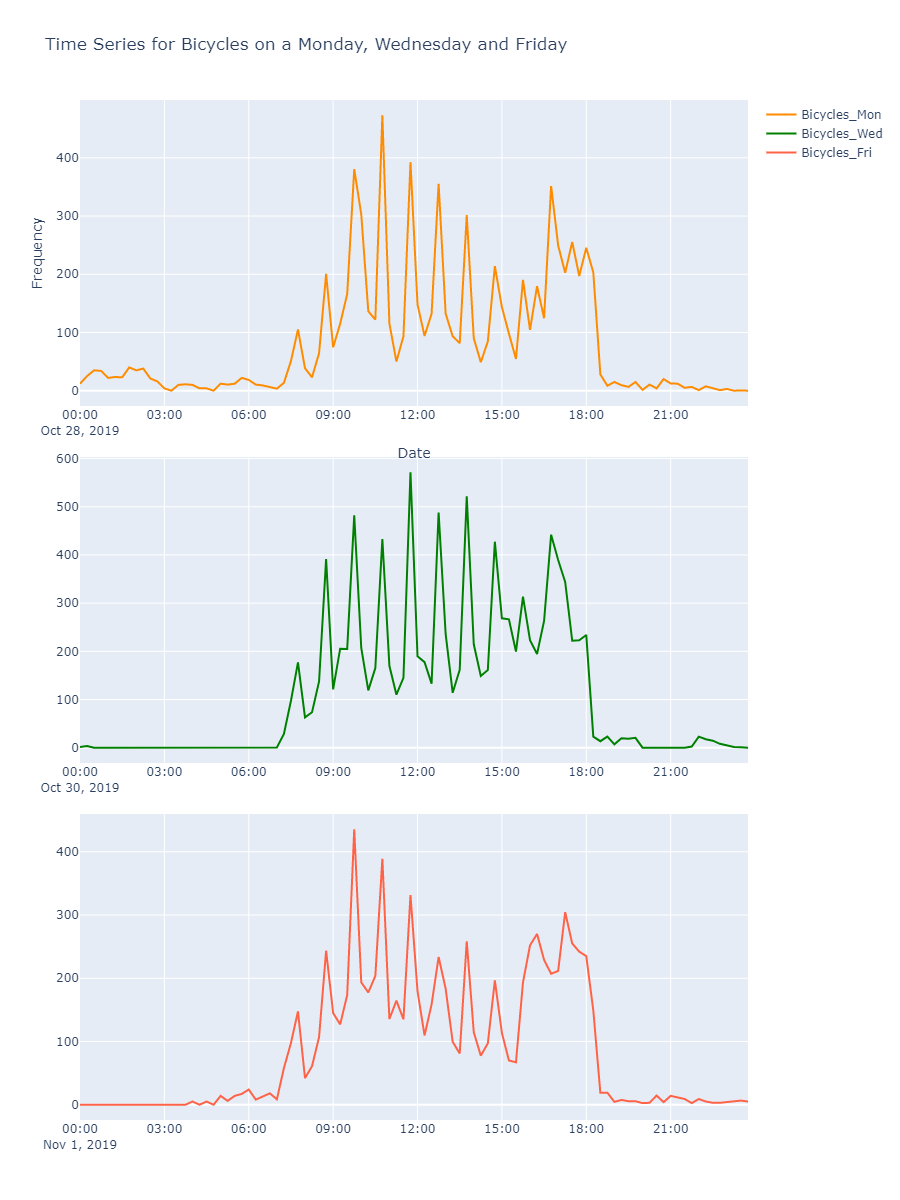 Time Series for Bicycles on a Monday, Wednesday and Friday
Bicycles_Mon
Bicycles_Wed
Bicycles_Fri
Frequency
400
300
200
100
0
00:00 03:00 06:00 09:00 12:00 15:00 18:00 21:00
Oct 28, 2019
Date
600
500
400
300
200
100
0
00:00 03:00 06:00 09:00 12:00 15:00 18:00 21:00
Oct 30, 2019
400
300
200
100
0
00:00 03:00 06:00 09:00 12:00 15:00 18:00 21:00
Nov 1, 2019